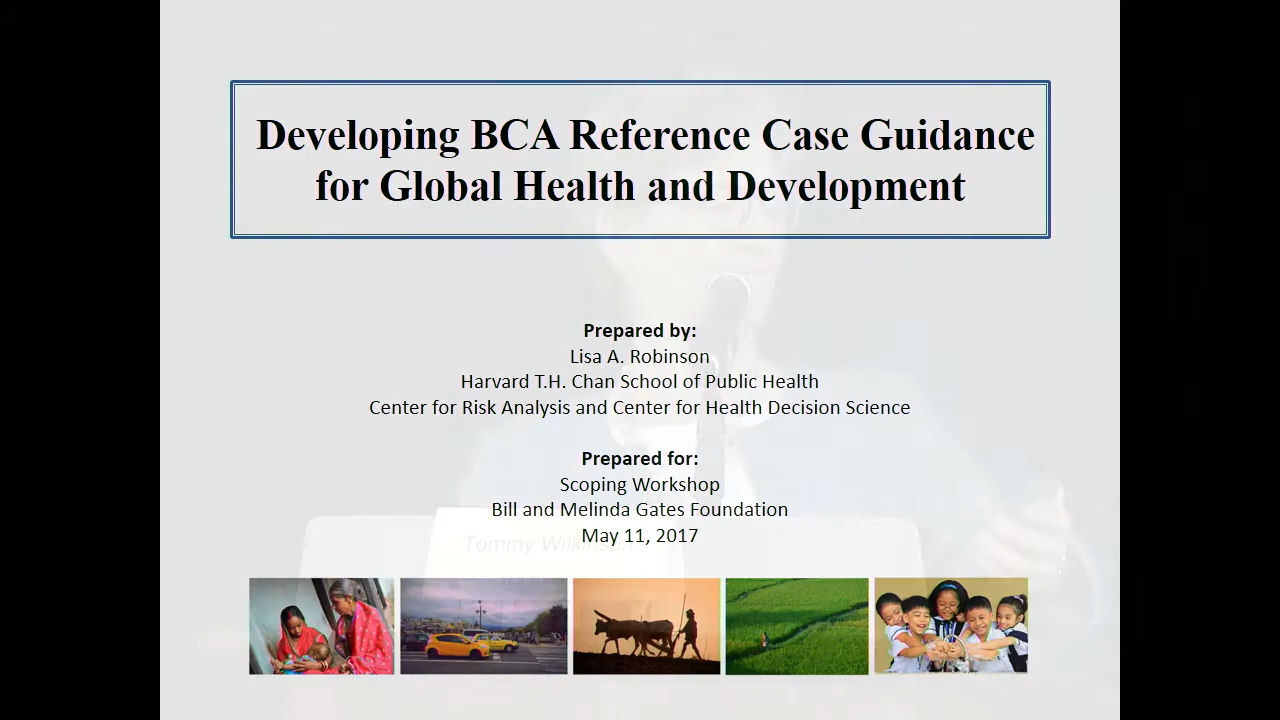 Developing BCA Reference Case Guidance
for Global Health and Development
Prepared by:
Lisa A. Robinson
Harvard T.H. Chan School of Public Health
Center for Risk Analysis and Center for Health Decision Science
Prepared for:
Scoping Workshop
Bill and Melinda Gates Foundation
May 11, 2017
Tommy Wilkinson